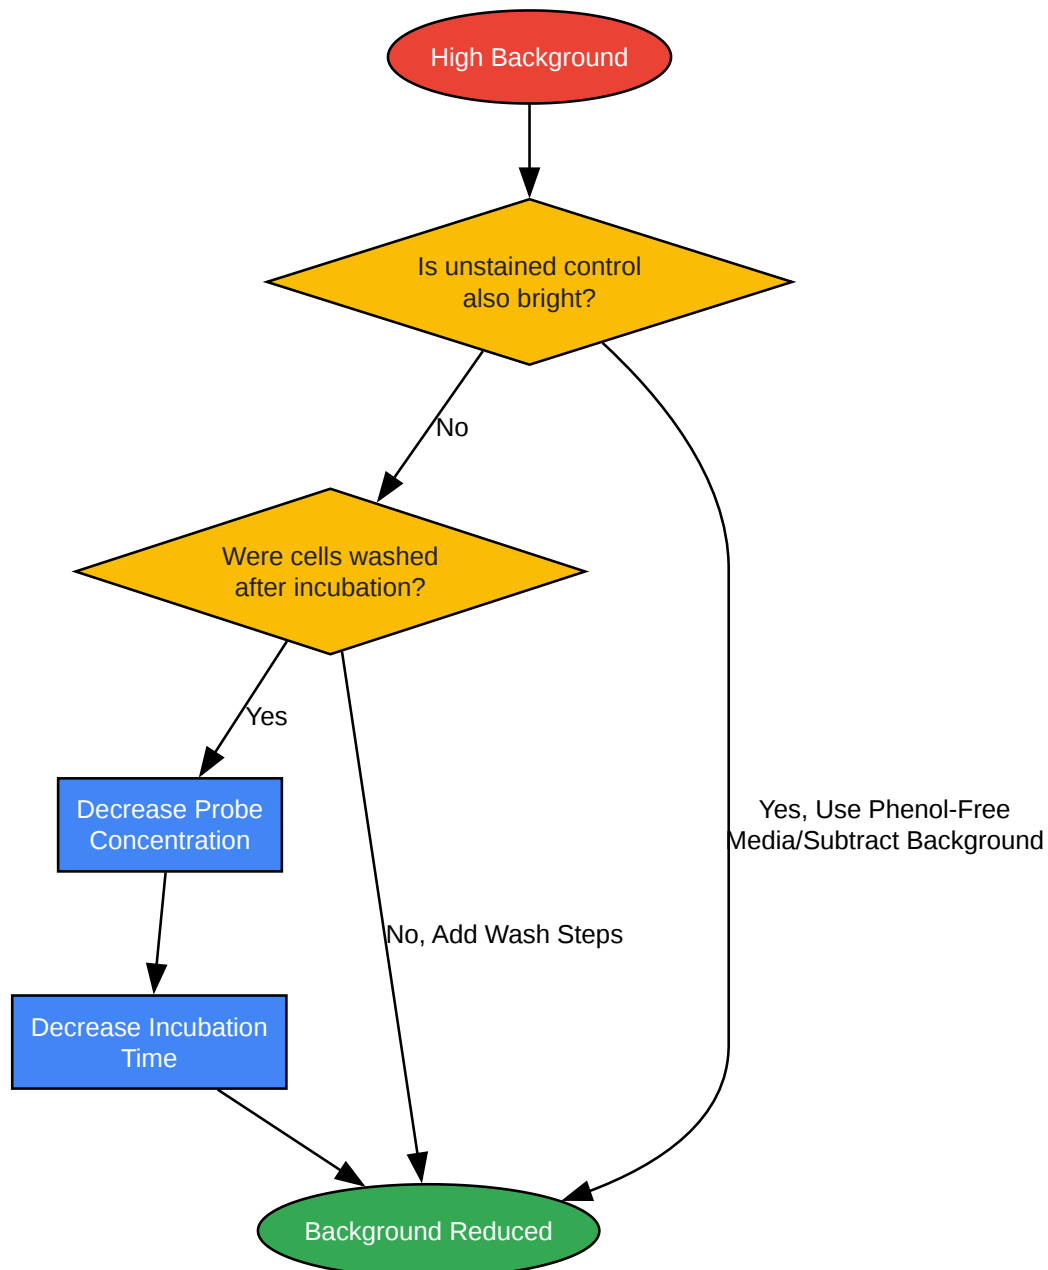 High Background
Is unstained control
also bright?
No
Were cells washed
after incubation?
Yes
Decrease Probe
Concentration
Yes, Use Phenol-Free
Media/Subtract Background
No, Add Wash Steps
Decrease Incubation
Time
Background Reduced